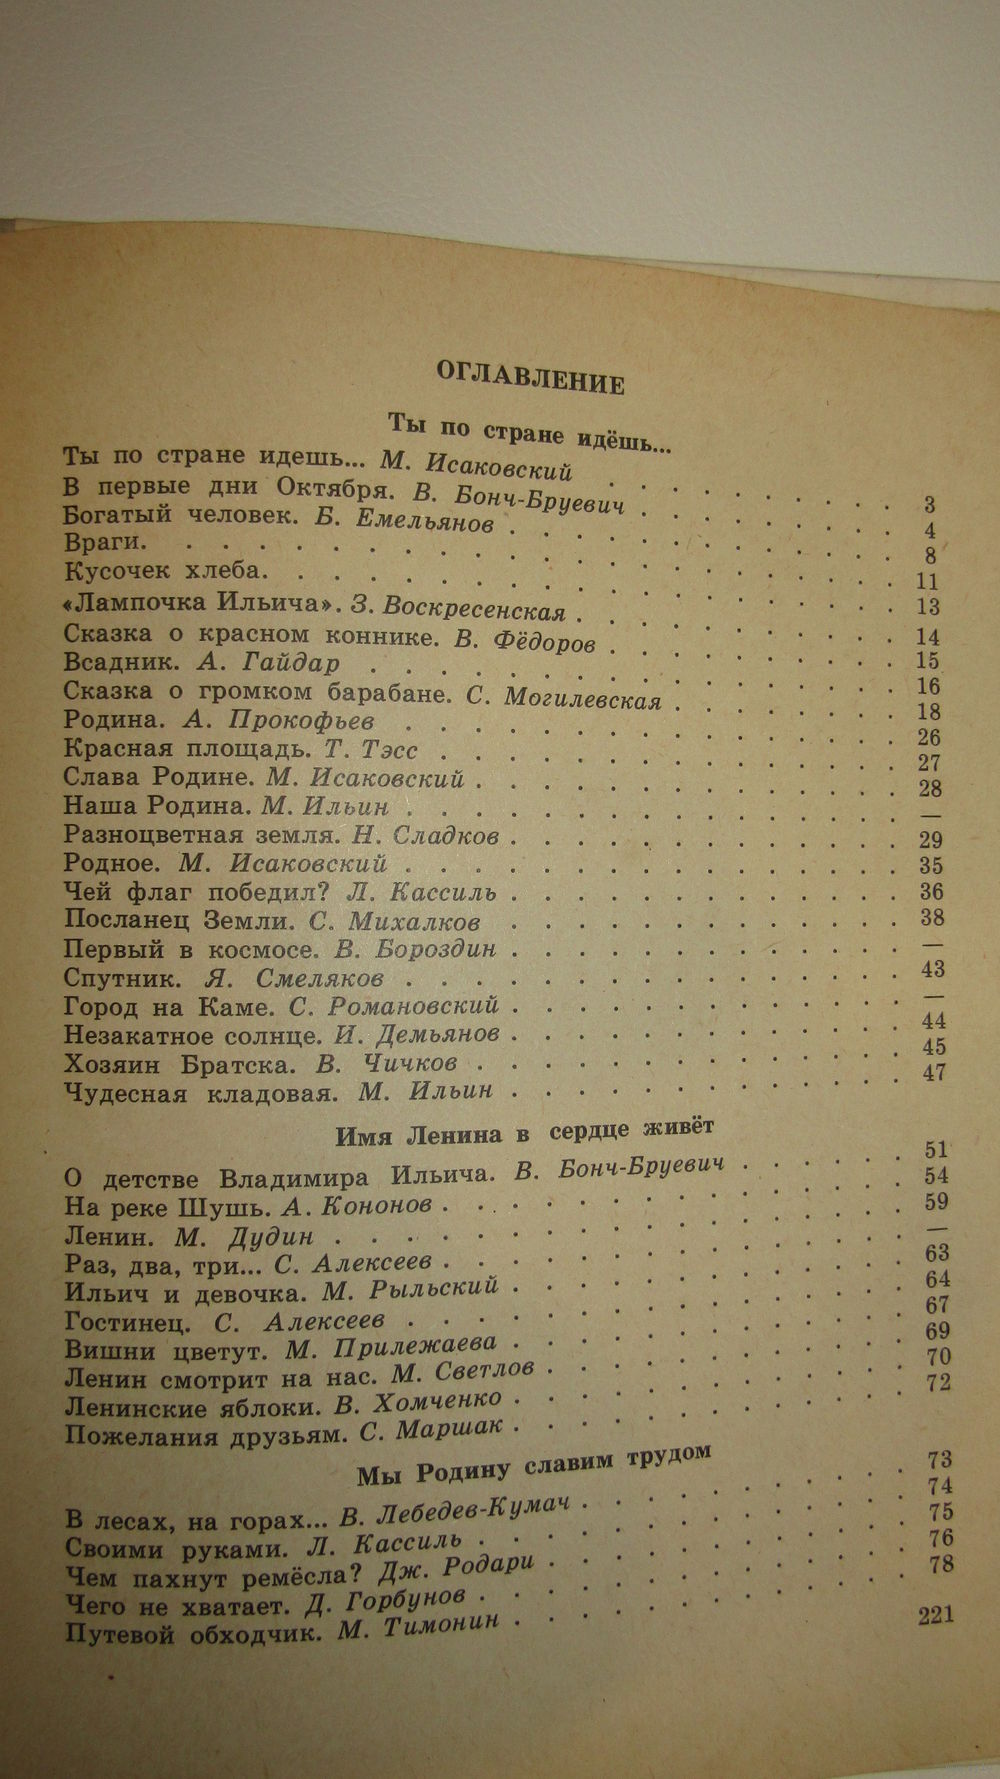 ОГЛАВЛЕНИЕ
Ты по стране идёшь...
Ты по стране идешь... М. Исаковский 3
В первые дни Октября. В. Бонч-Бруевич 4
Богатый человек. Б. Емельянов 8
Враги. 11
Кусочек хлеба. 13
«Лампочка Ильича». З. Воскресенская 14
Сказка о красном коннике. В. Фёдоров 15
Всадник. А. Гайдар 16
Сказка о громком барабане. С. Могилевская 18
Родина. А. Прокофьев 26
Красная площадь. Т. Тэсс 27
Слава Родине. М. Исаковский 28
Наша Родина. М. Ильин —
Разноцветная земля. Н. Сладков 29
Родное. М. Исаковский 35
Чей флаг победил? Л. Кассиль 36
Посланец Земли. С. Михалков 38
Первый в космосе. В. Бороздин —
Спутник. Я. Смеляков 43
Город на Каме. С. Романовский —
Незакатное солнце. И. Демьянов 44
Хозяин Братска. В. Чичков 45
Чудесная кладовая. М. Ильин 47
Имя Ленина в сердце живёт
О детстве Владимира Ильича. В. Бонч-Бруевич 51
На реке Шушь. А. Кононов 54
Ленин. М. Дудин 59
Раз, два, три... С. Алексеев —
Ильич и девочка. М. Рыльский 63
Гостинец. С. Алексеев 64
Вишни цветут. М. Прилежаева 67
Ленин смотрит на нас. М. Светлов 69
Ленинские яблоки. В. Хомченко 70
Пожелания друзьям. С. Маршак 72
Мы Родину славим трудом
В лесах, на горах... В. Лебедев-Кумач 73
Своими руками. Л. Кассиль 74
Чем пахнут ремёсла? Дж. Родари 75
Чего не хватает. Д. Горбунов 76
Путевой обходчик. М. Тимонин 78
221